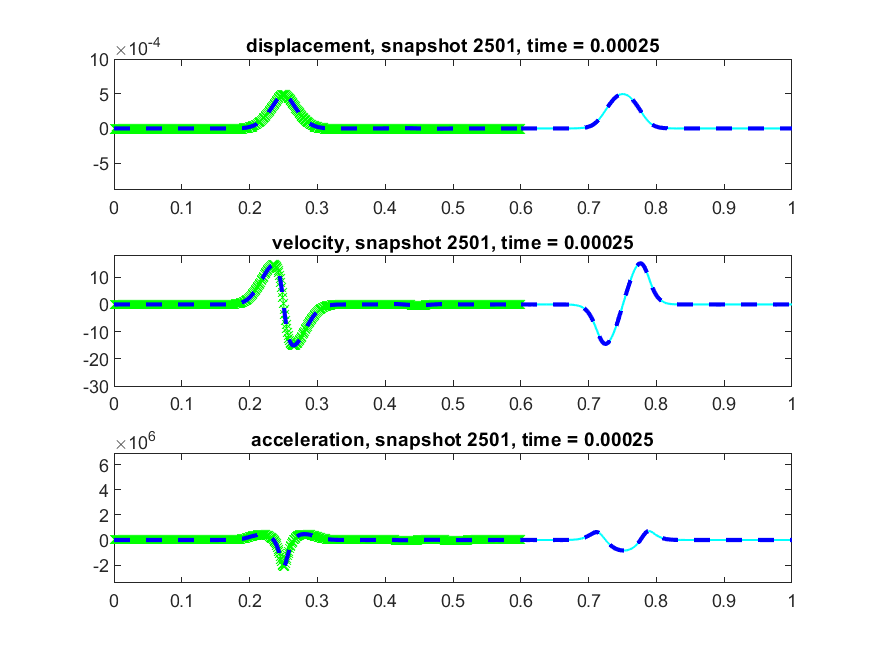 ×10-4
displacement, snapshot 2501, time = 0.00025
10
5
0
-5
0 0.1 0.2 0.3 0.4 0.5 0.6 0.7 0.8 0.9 1
velocity, snapshot 2501, time = 0.00025
10
0
-10
-20
-30
0 0.1 0.2 0.3 0.4 0.5 0.6 0.7 0.8 0.9 1
×106
acceleration, snapshot 2501, time = 0.00025
6
4
2
0
-2
0 0.1 0.2 0.3 0.4 0.5 0.6 0.7 0.8 0.9 1